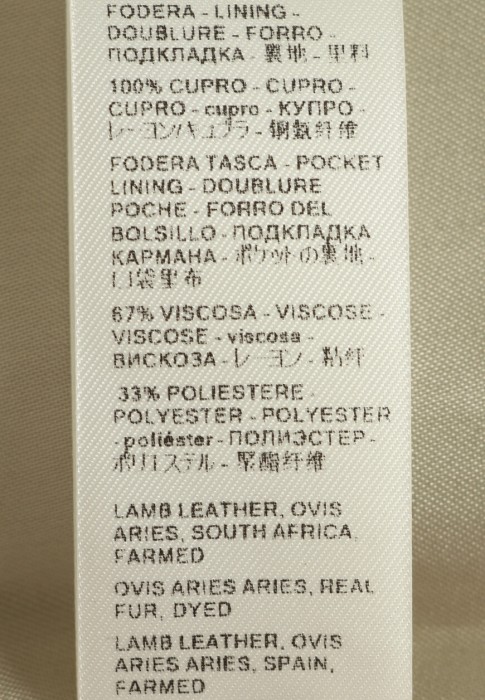 FODERA - LINING -
DOUBLURE - FORRO -
ПОДКЛАДКА - 裏地 - 里料
100% CUPRO - CUPRO -
CUPRO - cupro - КУПРО -
レーヨン/キュプラ - 铜氨纤维
FODERA TASCA - POCKET
LINING - DOUBLURE
POCHE - FORRO DEL
BOLSILLO - ПОДКЛАДКА
КАРМАНА - ポケットの裏地 -
口袋里布
67% VISCOSA - VISCOSE -
VISCOSE - viscosa -
ВИСКОЗА - レーヨン - 粘纤
33% POLIESTERE -
POLYESTER - POLYESTER
- poliéster - ПОЛИЭСТЕР -
ポリエステル - 聚酯纤维
LAMB LEATHER, OVIS
ARIES, SOUTH AFRICA,
FARMED
OVIS ARIES ARIES, REAL
FUR, DYED
LAMB LEATHER, OVIS
ARIES ARIES, SPAIN,
FARMED